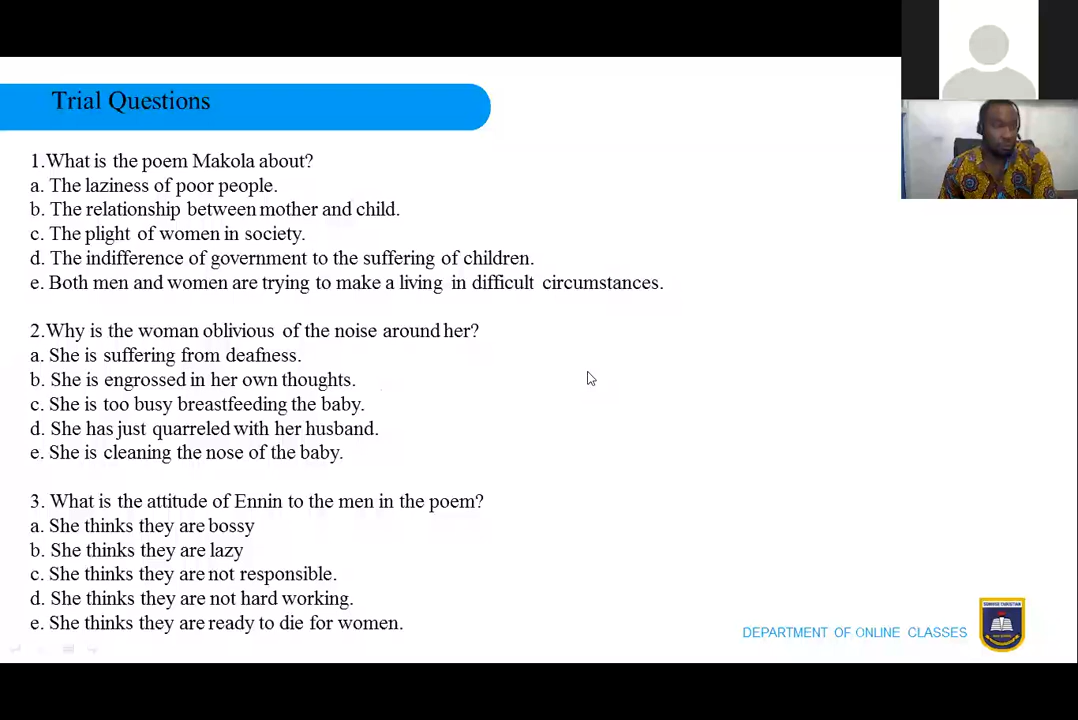 Trial Questions
1.What is the poem Makola about?
a. The laziness of poor people.
b. The relationship between mother and child.
c. The plight of women in society.
d. The indifference of government to the suffering of children.
e. Both men and women are trying to make a living in difficult circumstances.
2.Why is the woman oblivious of the noise around her?
a. She is suffering from deafness.
b. She is engrossed in her own thoughts.
c. She is too busy breastfeeding the baby.
d. She has just quarreled with her husband.
e. She is cleaning the nose of the baby.
3. What is the attitude of Ennin to the men in the poem?
a. She thinks they are bossy
b. She thinks they are lazy
c. She thinks they are not responsible.
d. She thinks they are not hard working.
e. She thinks they are ready to die for women.
DEPARTMENT OF ONLINE CLASSES